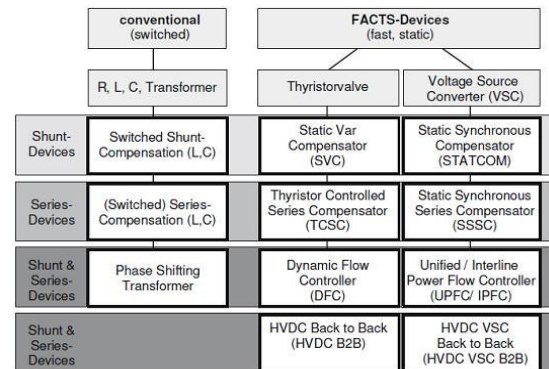 conventional
(switched)
FACTS-Devices
(fast, static)
R, L, C, Transformer
Thyristorvalve
Voltage Source
Converter (VSC)
Shunt-
Devices
Switched Shunt-
Compensation (L,C)
Static Var
Compensator
(SVC)
Static Synchronous
Compensator
(STATCOM)
Series-
Devices
(Switched) Series-
Compensation (L,C)
Thyristor Controlled
Series Compensator
(TCSC)
Static Synchronous
Series Compensator
(SSSC)
Shunt &
Series-
Devices
Phase Shifting
Transformer
Dynamic Flow
Controller
(DFC)
Unified / Interline
Power Flow Controller
(UPFC/ IPFC)
Shunt &
Series-
Devices
HVDC Back to Back
(HVDC B2B)
HVDC VSC
Back to Back
(HVDC VSC B2B)